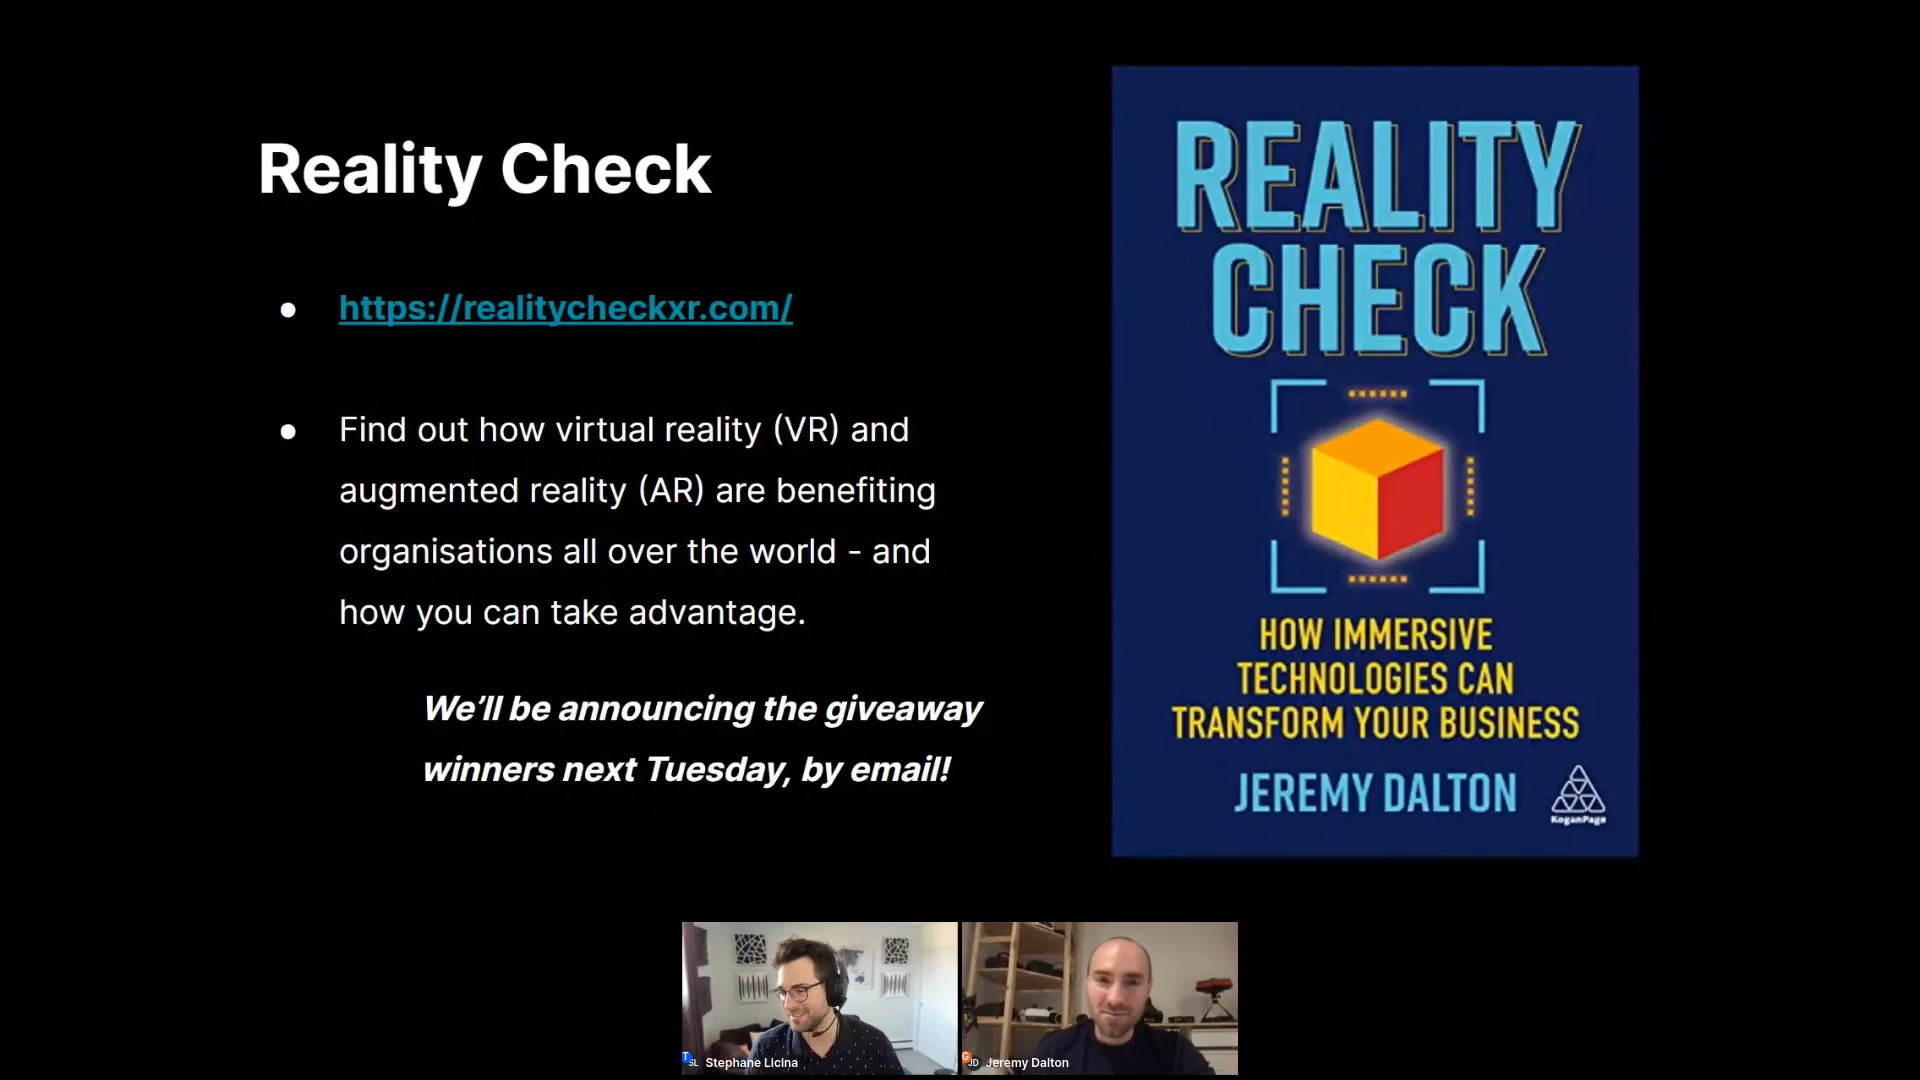 Reality Check
https://realitycheckxr.com/
Find out how virtual reality (VR) and
augmented reality (AR) are benefiting
organisations all over the world - and
how you can take advantage.
We’ll be announcing the giveaway
winners next Tuesday, by email!
REALITY
CHECK
HOW IMMERSIVE
TECHNOLOGIES CAN
TRANSFORM YOUR BUSINESS
JEREMY DALTON
KoganPage
T SL Stephane Licina
G JD Jeremy Dalton